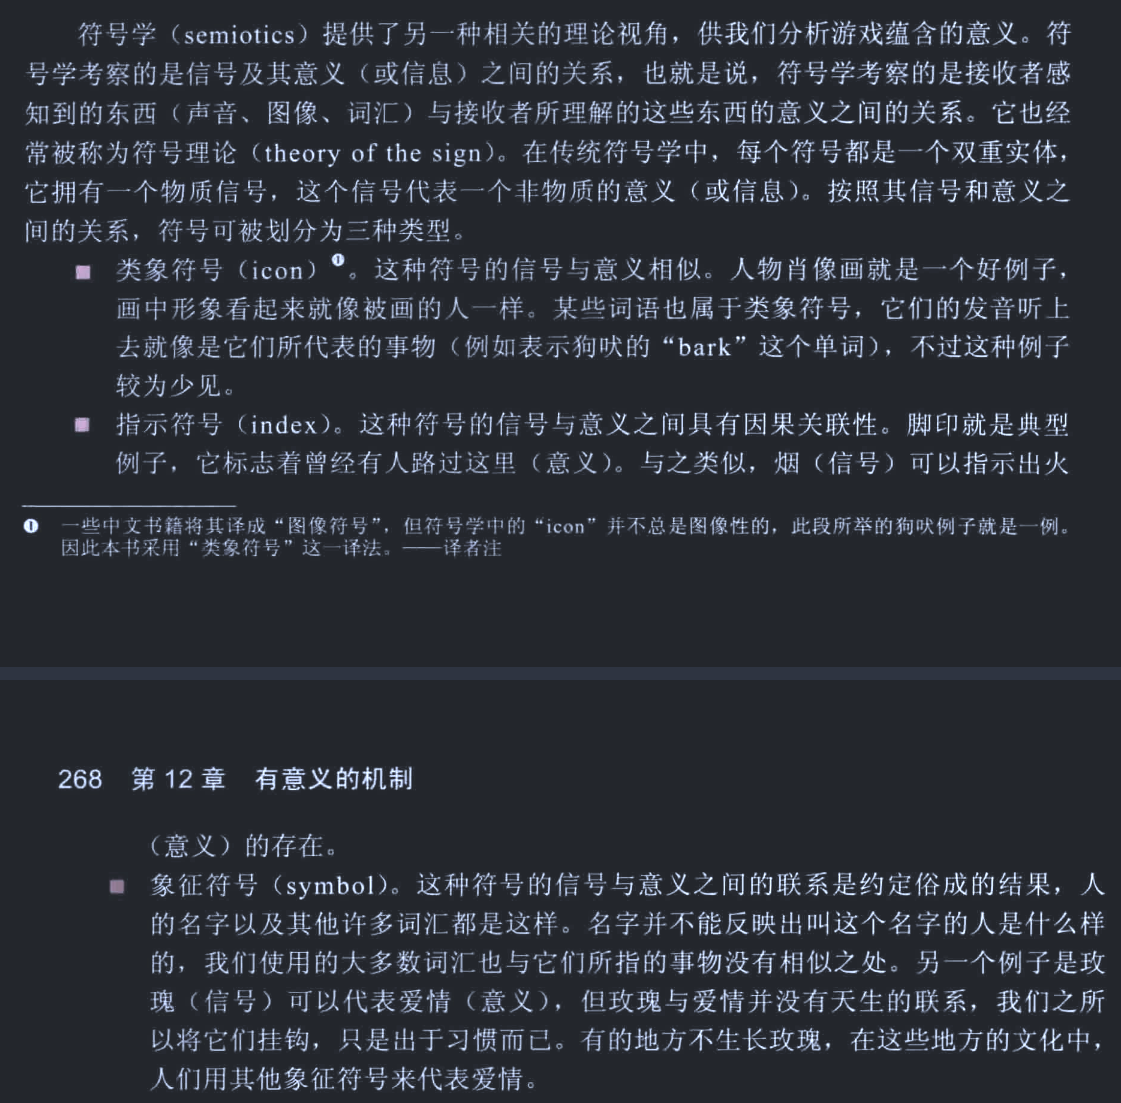 符号学（semiotics）提供了另一种相关的理论视角，供我们分析游戏蕴含的意义。符
号学考察的是信号及其意义（或信息）之间的关系，也就是说，符号学考察的是接收者感
知到的东西（声音、图像、词汇）与接收者所理解的这些东西的意义之间的关系。它也经
常被称为符号理论（theory of the sign）。在传统符号学中，每个符号都是一个双重实体，
它拥有一个物质信号，这个信号代表一个非物质的意义（或信息）。按照其信号和意义之
间的关系，符号可被划分为三种类型。
■ 类象符号（icon）❶。这种符号的信号与意义相似。人物肖像画就是一个好例子，
画中形象看起来就像被画的人一样。某些词语也属于类象符号，它们的发音听上
去就像是它们所代表的事物（例如表示狗吠的“bark”这个单词），不过这种例子
较为少见。
■ 指示符号（index）。这种符号的信号与意义之间具有因果关联性。脚印就是典型
例子，它标志着曾经有人路过这里（意义）。与之类似，烟（信号）可以指示出火
❶ 一些中文书籍将其译成“图像符号”，但符号学中的“icon”并不总是图像性的，此段所举的狗吠例子就是一例。
因此本书采用“类象符号”这一译法。——译者注
268 第 12 章 有意义的机制
（意义）的存在。
■ 象征符号（symbol）。这种符号的信号与意义之间的联系是约定俗成的结果，人
的名字以及其他许多词汇都是这样。名字并不能反映出叫这个名字的人是什么样
的，我们使用的大多数词汇也与它们所指的事物没有相似之处。另一个例子是玫
瑰（信号）可以代表爱情（意义），但玫瑰与爱情并没有天生的联系，我们之所
以将它们挂钩，只是出于习惯而已。有的地方不生长玫瑰，在这些地方的文化中，
人们用其他象征符号来代表爱情。